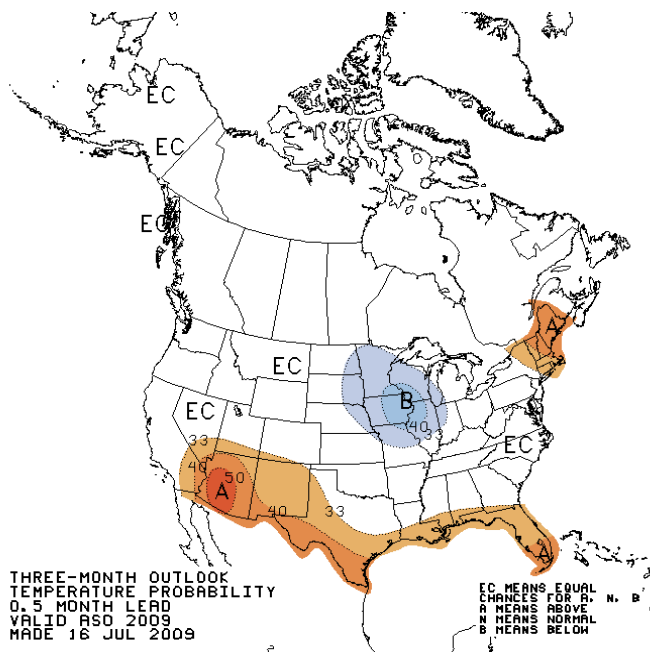 EC
EC
EC
A
EC
B
EC
40
33
33
EC
40
50
A
40
33
A
THREE-MONTH OUTLOOK
TEMPERATURE PROBABILITY
0.5 MONTH LEAD
VALID ASO 2009
MADE 16 JUL 2009
EC MEANS EQUAL
CHANCES FOR A, N, B
A MEANS ABOVE
N MEANS NORMAL
B MEANS BELOW